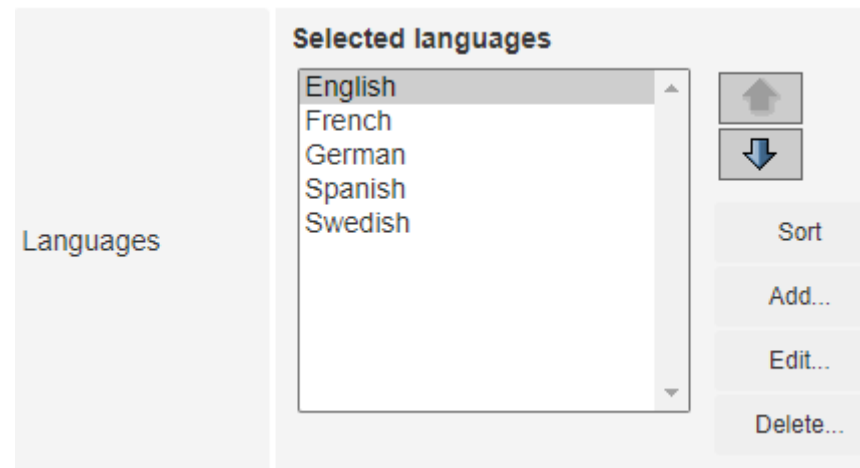 Languages
Selected languages
English
French
German
Spanish
Swedish
Sort
Add...
Edit...
Delete...